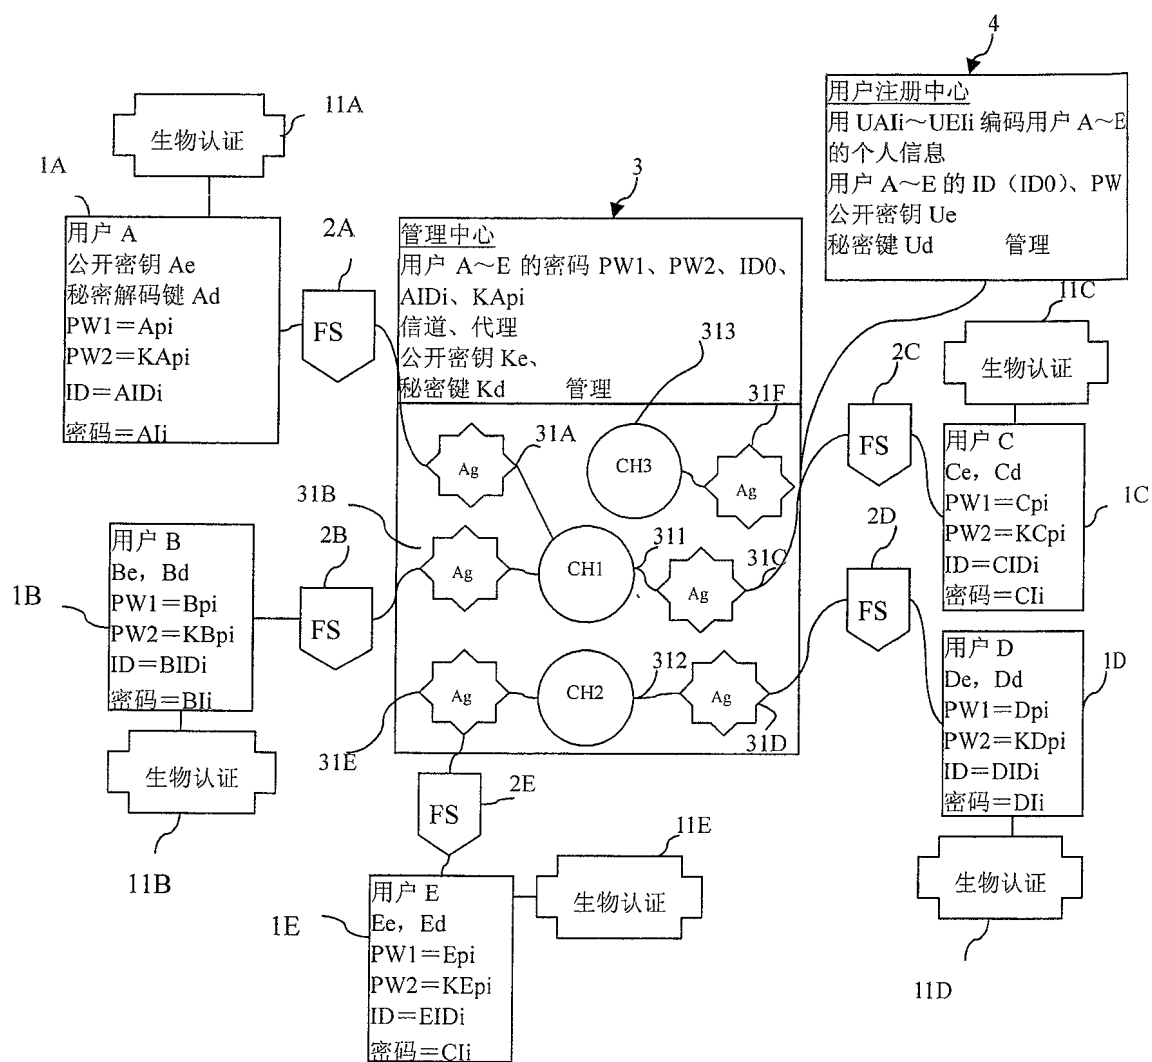 4
用户注册中心
用 UAIi～UEIi 编码用户 A～E
的个人信息
用户 A～E 的 ID（ID0）、PW
公开密钥 Ue
秘密键 Ud 管理
11A
生物认证
1A
用户 A
公开密钥 Ae
秘密解码键 Ad
PW1＝Api
PW2＝KApi
ID＝AIDi
密码＝AIi
2A
FS
3
管理中心
用户 A～E 的密码 PW1、PW2、ID0、
AIDi、KApi
信道、代理
公开密钥 Ke、
秘密键 Kd 管理
313
31F
31A
Ag
CH3
Ag
31B
Ag
CH1
311
Ag
31C
Ag
CH2
312
Ag
31E
31D
11C
生物认证
2C
FS
用户 C
Ce，Cd
PW1＝Cpi
PW2＝KCpi
ID＝CIDi
密码＝CIi
1C
2D
FS
用户 D
De，Dd
PW1＝Dpi
PW2＝KDpi
ID＝DIDi
密码＝DIi
1D
生物认证
11D
1B
用户 B
Be，Bd
PW1＝Bpi
PW2＝KBpi
ID＝BIDi
密码＝BIi
2B
FS
生物认证
11B
2E
FS
11E
生物认证
1E
用户 E
Ee，Ed
PW1＝Epi
PW2＝KEpi
ID＝EIDi
密码＝CIi